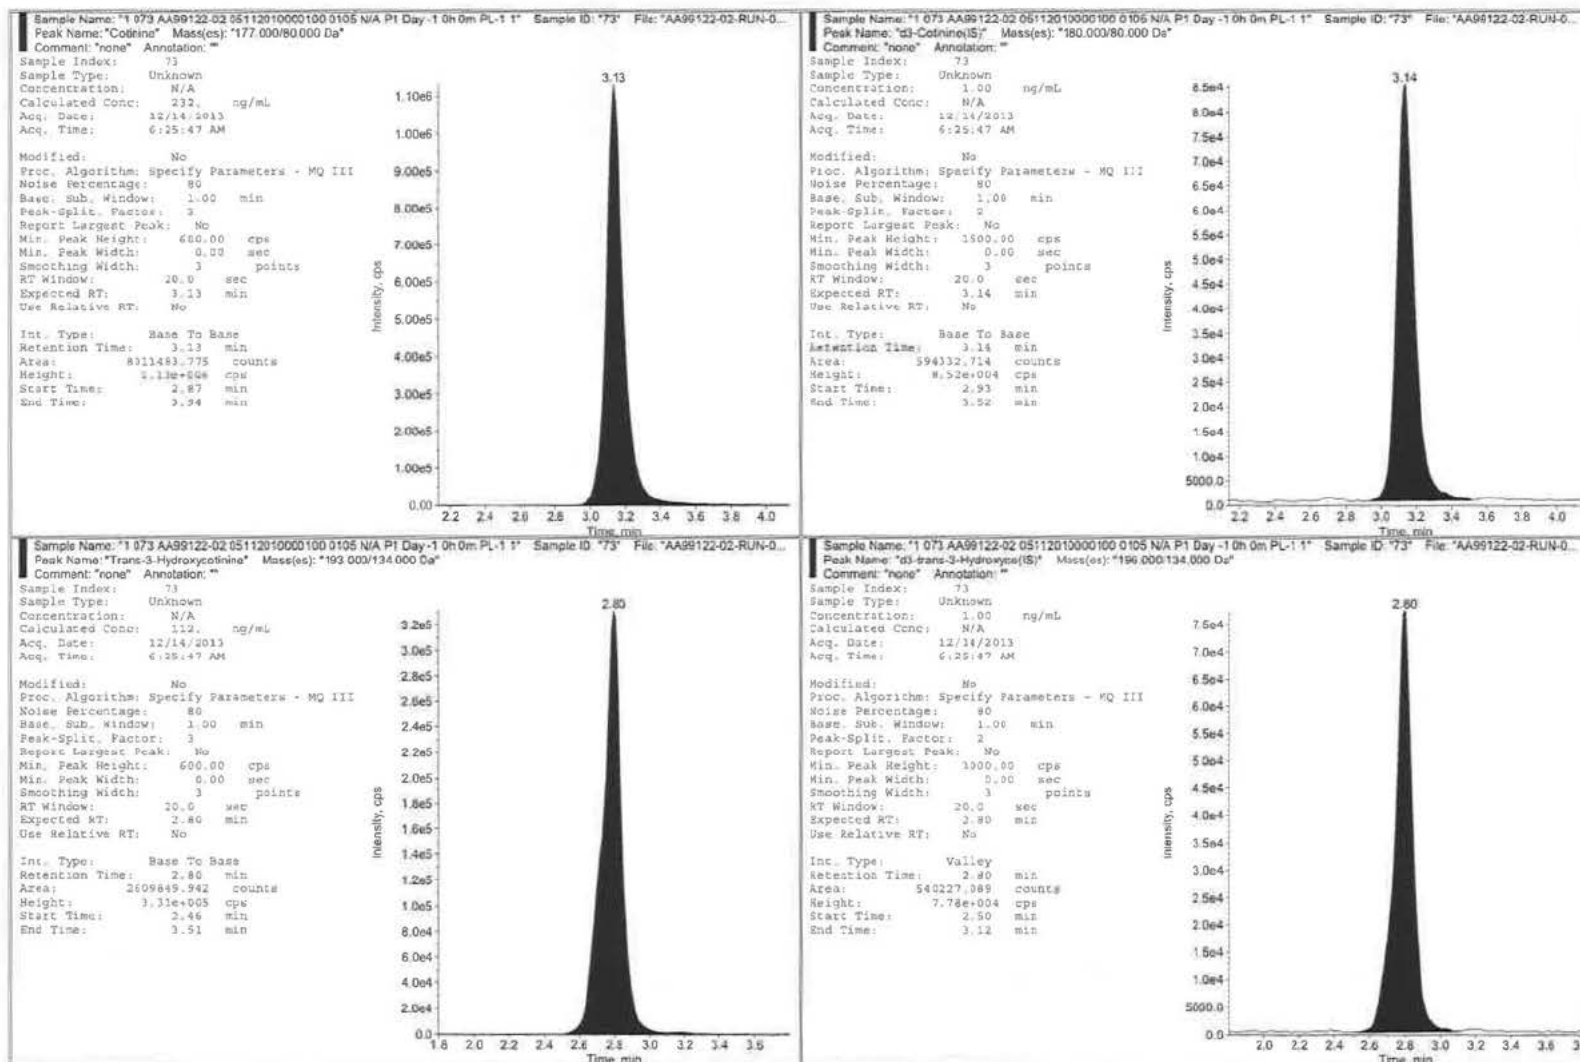 Sample Name: "1 073 AA99122-02 05112010000100 0105 N/A P1 Day -1 0h 0m PL-1 1" Sample ID: "73" File: "AA99122-02-RUN-0...
Peak Name: "Cotinine" Mass(es): "177.000/80.000 Da"
Comment: "none" Annotation: ""
Sample Index: 73
Sample Type: Unknown
Concentration: N/A
Calculated Conc: 232. ng/mL
Acq. Date: 12/14/2013
Acq. Time: 6:25:47 AM
Modified: No
Proc. Algorithm: Specify Parameters - MQ III
Noise Percentage: 80
Base. Sub. Window: 1.00 min
Peak-Split. Factor: 3
Report Largest Peak: No
Min. Peak Height: 600.00 cps
Min. Peak Width: 0.00 sec
Smoothing Width: 3 points
RT Window: 20.0 sec
Expected RT: 3.13 min
Use Relative RT: No
Int. Type: Base To Base
Retention Time: 3.13 min
Area: 8011483.775 counts
Height: 1.13e+006 cps
Start Time: 2.87 min
End Time: 3.94 min
3.13
1.10e6
1.00e6
9.00e5
8.00e5
7.00e5
6.00e5
5.00e5
4.00e5
3.00e5
2.00e5
1.00e5
0.00
Intensity, cps
2.2 2.4 2.6 2.8 3.0 3.2 3.4 3.6 3.8 4.0
Time, min
Sample Name: "1 073 AA99122-02 05112010000100 0105 N/A P1 Day -1 0h 0m PL-1 1" Sample ID: "73" File: "AA99122-02-RUN-0...
Peak Name: "d3-Cotinine(IS)" Mass(es): "180.000/80.000 Da"
Comment: "none" Annotation: ""
Sample Index: 73
Sample Type: Unknown
Concentration: 1.00 ng/mL
Calculated Conc: N/A
Acq. Date: 12/14/2013
Acq. Time: 6:25:47 AM
Modified: No
Proc. Algorithm: Specify Parameters - MQ III
Noise Percentage: 80
Base. Sub. Window: 1.00 min
Peak-Split. Factor: 2
Report Largest Peak: No
Min. Peak Height: 1500.00 cps
Min. Peak Width: 0.00 sec
Smoothing Width: 3 points
RT Window: 20.0 sec
Expected RT: 3.14 min
Use Relative RT: No
Int. Type: Base To Base
Retention Time: 3.14 min
Area: 594332.714 counts
Height: 8.52e+004 cps
Start Time: 2.93 min
End Time: 3.52 min
3.14
8.5e4
8.0e4
7.5e4
7.0e4
6.5e4
6.0e4
5.5e4
5.0e4
4.5e4
4.0e4
3.5e4
3.0e4
2.5e4
2.0e4
1.5e4
1.0e4
5000.0
0.0
Intensity, cps
2.2 2.4 2.6 2.8 3.0 3.2 3.4 3.6 3.8 4.0
Time, min
Sample Name: "1 073 AA99122-02 05112010000100 0105 N/A P1 Day -1 0h 0m PL-1 1" Sample ID: "73" File: "AA99122-02-RUN-0...
Peak Name: "Trans-3-Hydroxycotinine" Mass(es): "193.000/134.000 Da"
Comment: "none" Annotation: ""
Sample Index: 73
Sample Type: Unknown
Concentration: N/A
Calculated Conc: 112. ng/mL
Acq. Date: 12/14/2013
Acq. Time: 6:25:47 AM
Modified: No
Proc. Algorithm: Specify Parameters - MQ III
Noise Percentage: 80
Base. Sub. Window: 1.00 min
Peak-Split. Factor: 3
Report Largest Peak: No
Min. Peak Height: 600.00 cps
Min. Peak Width: 0.00 sec
Smoothing Width: 3 points
RT Window: 20.0 sec
Expected RT: 2.80 min
Use Relative RT: No
Int. Type: Base To Base
Retention Time: 2.80 min
Area: 2609849.942 counts
Height: 3.31e+005 cps
Start Time: 2.46 min
End Time: 3.51 min
2.80
3.2e5
3.0e5
2.8e5
2.6e5
2.4e5
2.2e5
2.0e5
1.8e5
1.6e5
1.4e5
1.2e5
1.0e5
8.0e4
6.0e4
4.0e4
2.0e4
0.0
Intensity, cps
1.8 2.0 2.2 2.4 2.6 2.8 3.0 3.2 3.4 3.6
Time, min
Sample Name: "1 073 AA99122-02 05112010000100 0105 N/A P1 Day -1 0h 0m PL-1 1" Sample ID: "73" File: "AA99122-02-RUN-0...
Peak Name: "d3-trans-3-Hydroxyco(IS)" Mass(es): "196.000/134.000 Da"
Comment: "none" Annotation: ""
Sample Index: 73
Sample Type: Unknown
Concentration: 1.00 ng/mL
Calculated Conc: N/A
Acq. Date: 12/14/2013
Acq. Time: 6:25:47 AM
Modified: No
Proc. Algorithm: Specify Parameters - MQ III
Noise Percentage: 80
Base. Sub. Window: 1.00 min
Peak-Split. Factor: 2
Report Largest Peak: No
Min. Peak Height: 1000.00 cps
Min. Peak Width: 0.00 sec
Smoothing Width: 3 points
RT Window: 20.0 sec
Expected RT: 2.80 min
Use Relative RT: No
Int. Type: Valley
Retention Time: 2.80 min
Area: 540227.089 counts
Height: 7.78e+004 cps
Start Time: 2.50 min
End Time: 3.12 min
2.80
7.5e4
7.0e4
6.5e4
6.0e4
5.5e4
5.0e4
4.5e4
4.0e4
3.5e4
3.0e4
2.5e4
2.0e4
1.5e4
1.0e4
5000.0
0.0
Intensity, cps
2.0 2.2 2.4 2.6 2.8 3.0 3.2 3.4 3.6
Time, min